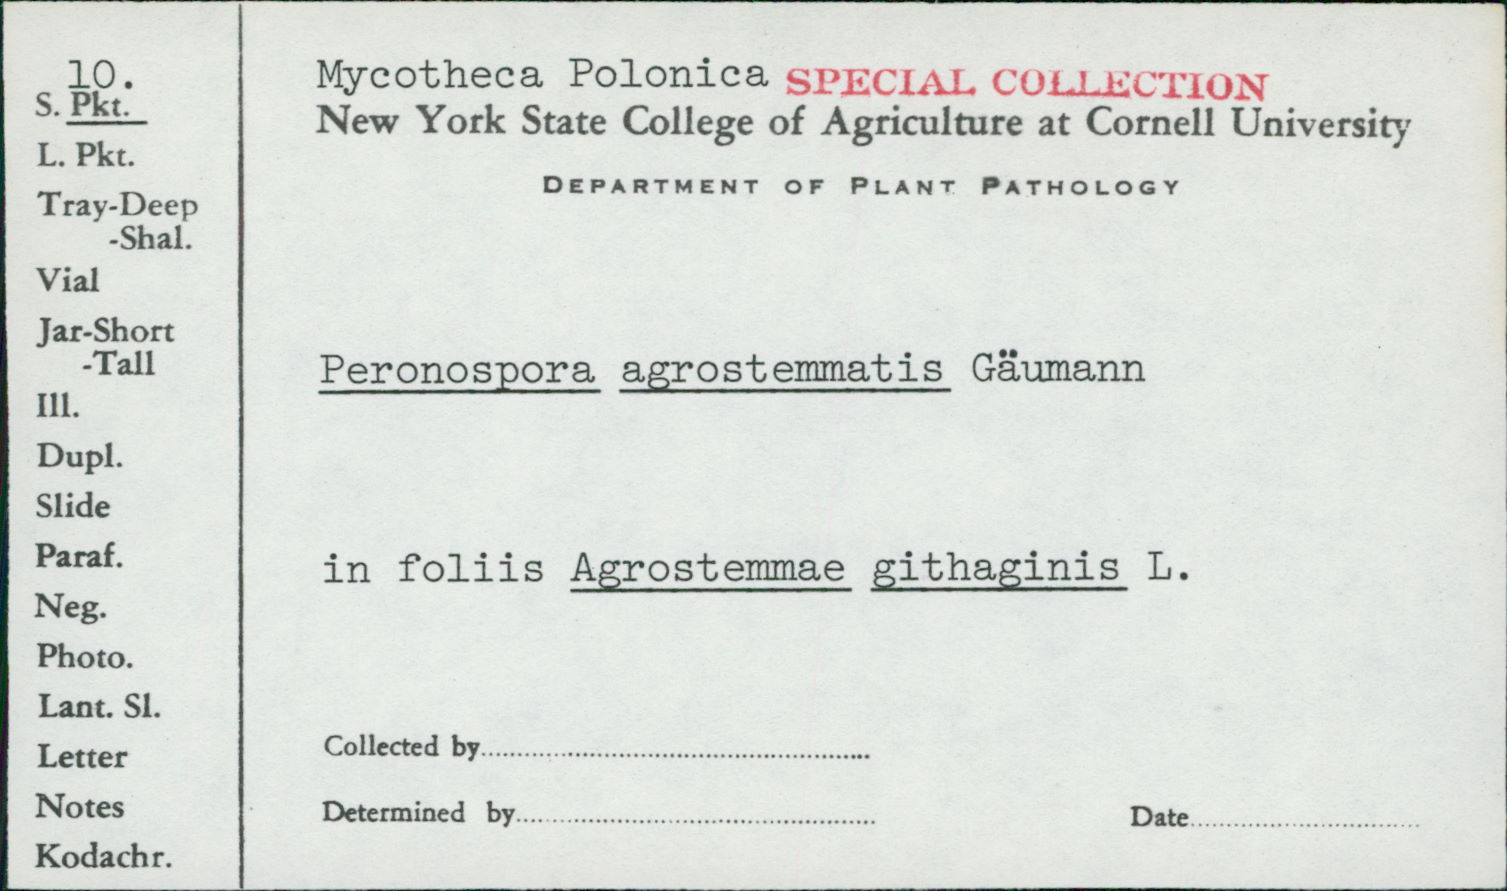 10.
S. Pkt.
L. Pkt.
Tray-Deep
-Shal.
Vial
Jar-Short
-Tall
Ill.
Dupl.
Slide
Paraf.
Neg.
Photo.
Lant. Sl.
Letter
Notes
Kodachr.
Mycotheca Polonica SPECIAL COLLECTION
New York State College of Agriculture at Cornell University
DEPARTMENT OF PLANT PATHOLOGY
Peronospora agrostemmatis Gäumann
in foliis Agrostemmae githaginis L.
Collected by
Determined by Date